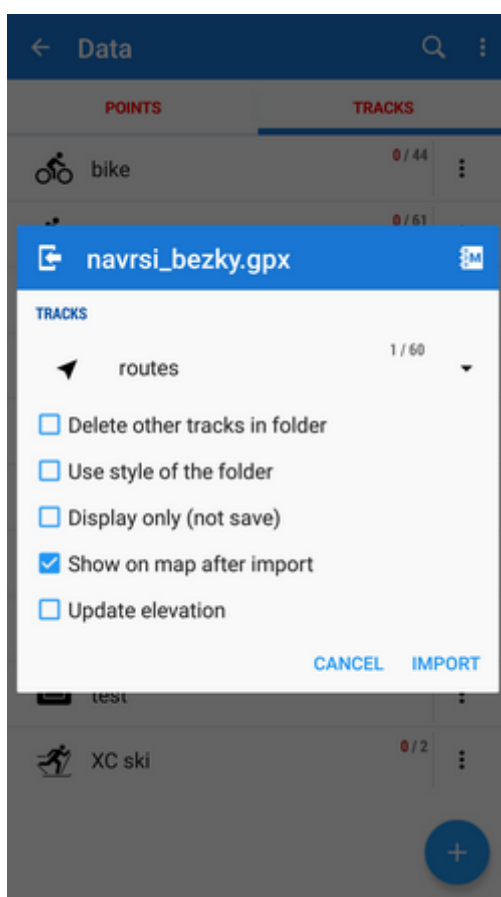 Data
POINTS TRACKS
bike 0 / 44
0 / 61
navrsi_bezky.gpx M
TRACKS
routes 1 / 60
Delete other tracks in folder
Use style of the folder
Display only (not save)
Show on map after import
Update elevation
CANCEL IMPORT
test
XC ski 0 / 2